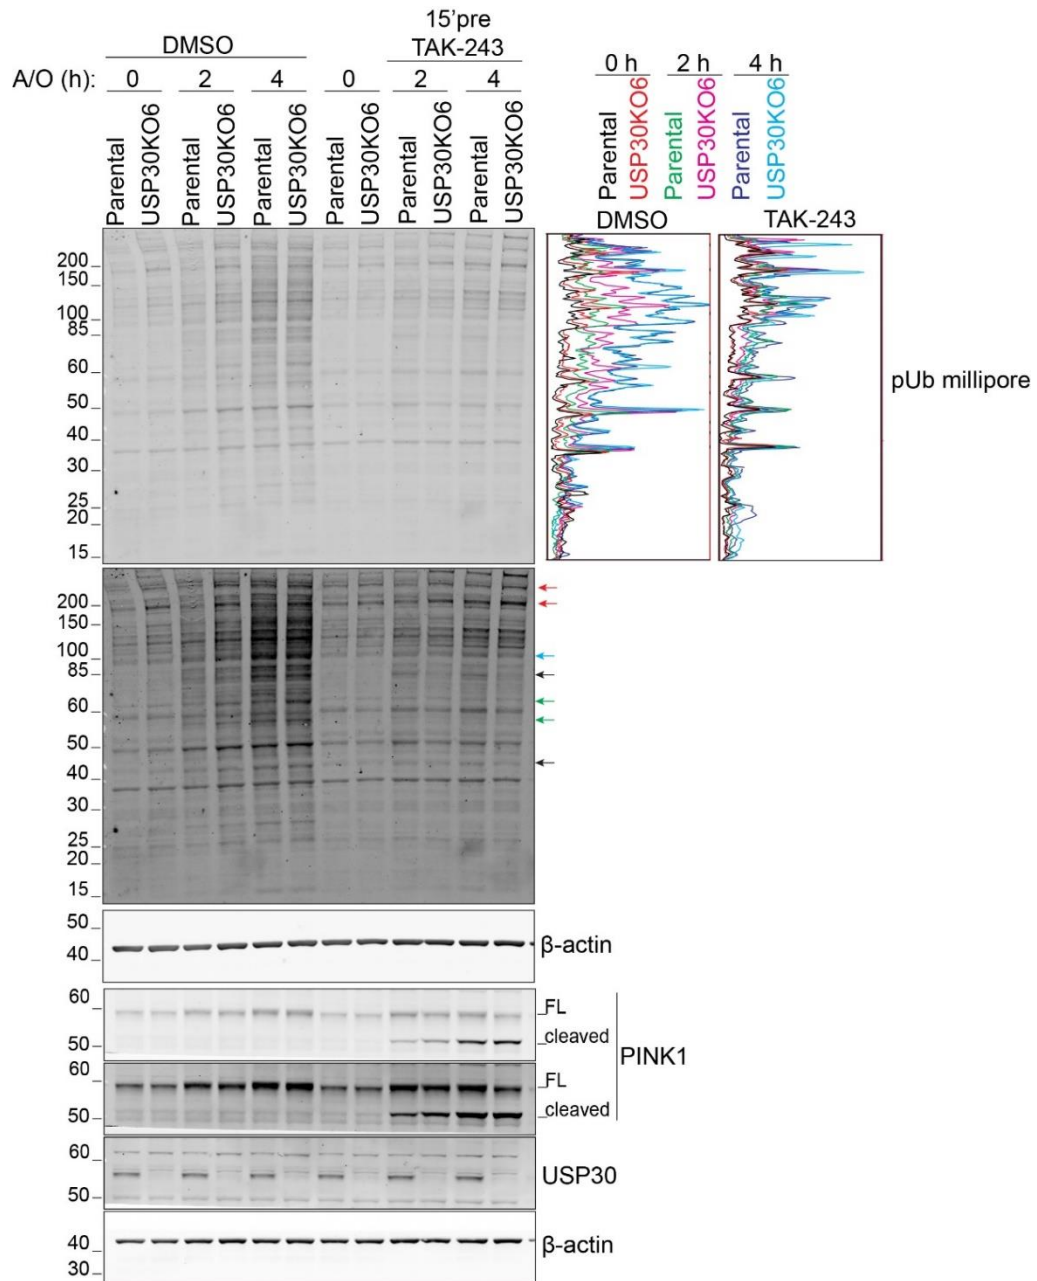 15'pre
DMSO TAK-243
A/O (h): 0 2 4 0 2 4
Parental USP30KO6 Parental USP30KO6 Parental USP30KO6 Parental USP30KO6 Parental USP30KO6 Parental USP30KO6
0 h 2 h 4 h
Parental USP30KO6 Parental USP30KO6 Parental USP30KO6
DMSO TAK-243
200
150
100
85
60
50
40
30
25
20
15
pUb millipore
200
150
100
85
60
50
40
30
25
20
15
50
40
β-actin
60
50
FL
cleaved
60
50
FL
cleaved
PINK1
60
50
USP30
40
30
β-actin